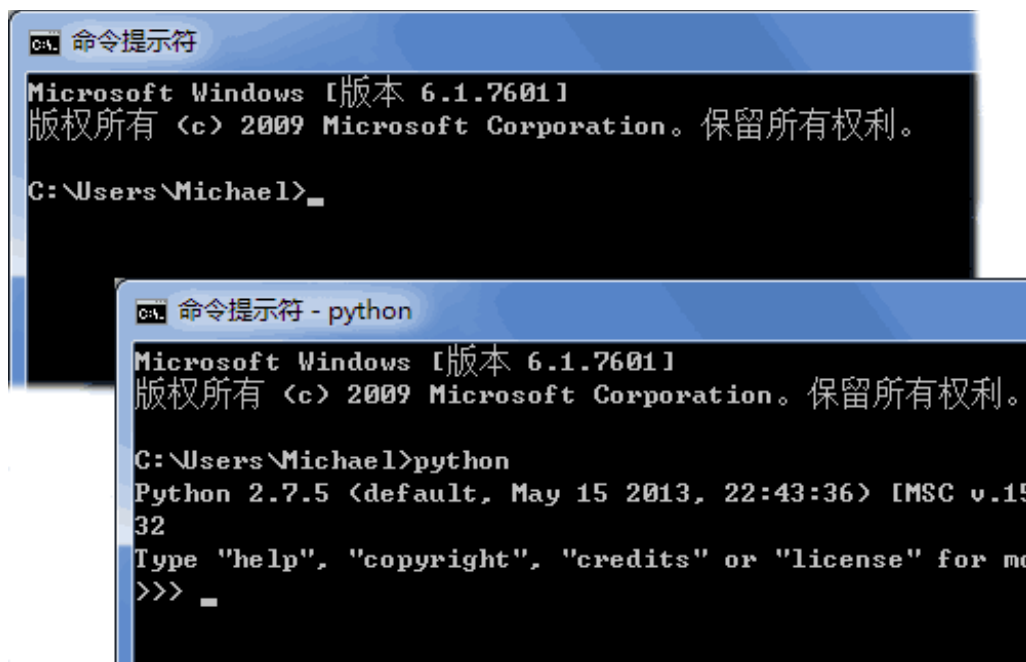 命令提示符
Microsoft Windows [版本 6.1.7601]
版权所有 (c) 2009 Microsoft Corporation。保留所有权利。
C:\Users\Michael>_
命令提示符 - python
Microsoft Windows [版本 6.1.7601]
版权所有 (c) 2009 Microsoft Corporation。保留所有权利。
C:\Users\Michael>python
Python 2.7.5 (default, May 15 2013, 22:43:36) [MSC v.15
32
Type "help", "copyright", "credits" or "license" for mo
>>> _